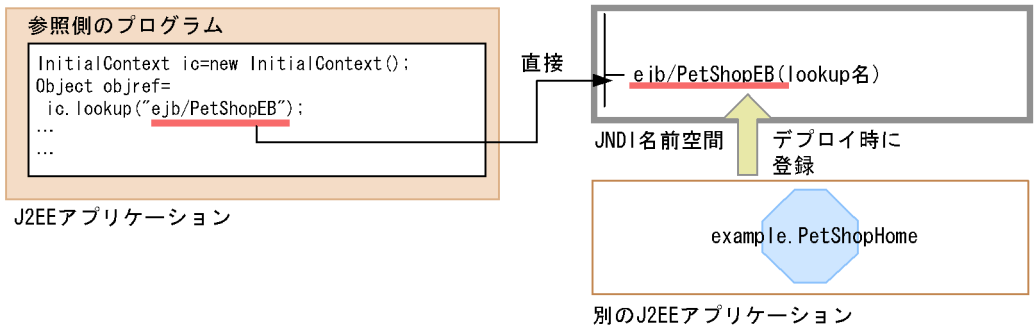 参照側のプログラム
InitialContext ic=new InitialContext();
Object objref=
ic.lookup("ejb/PetShopEB");
...
...
J2EEアプリケーション
直接
ejb/PetShopEB(lookup名)
JNDI名前空間
デプロイ時に
登録
example.PetShopHome
別のJ2EEアプリケーション